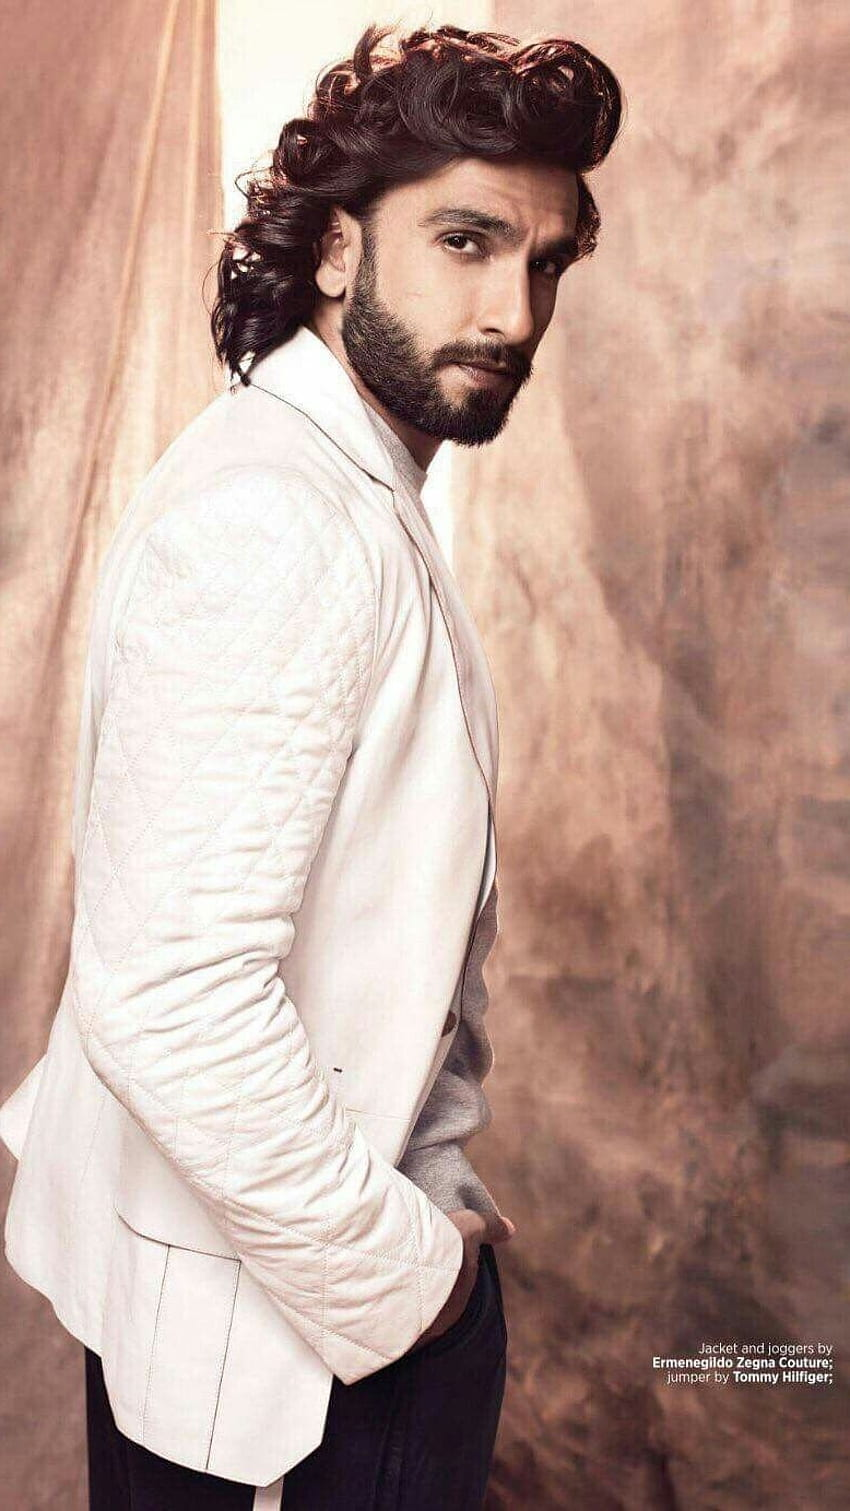 Jacket and joggers by
Ermenegildo Zegna Couture;
jumper by Tommy Hilfiger;